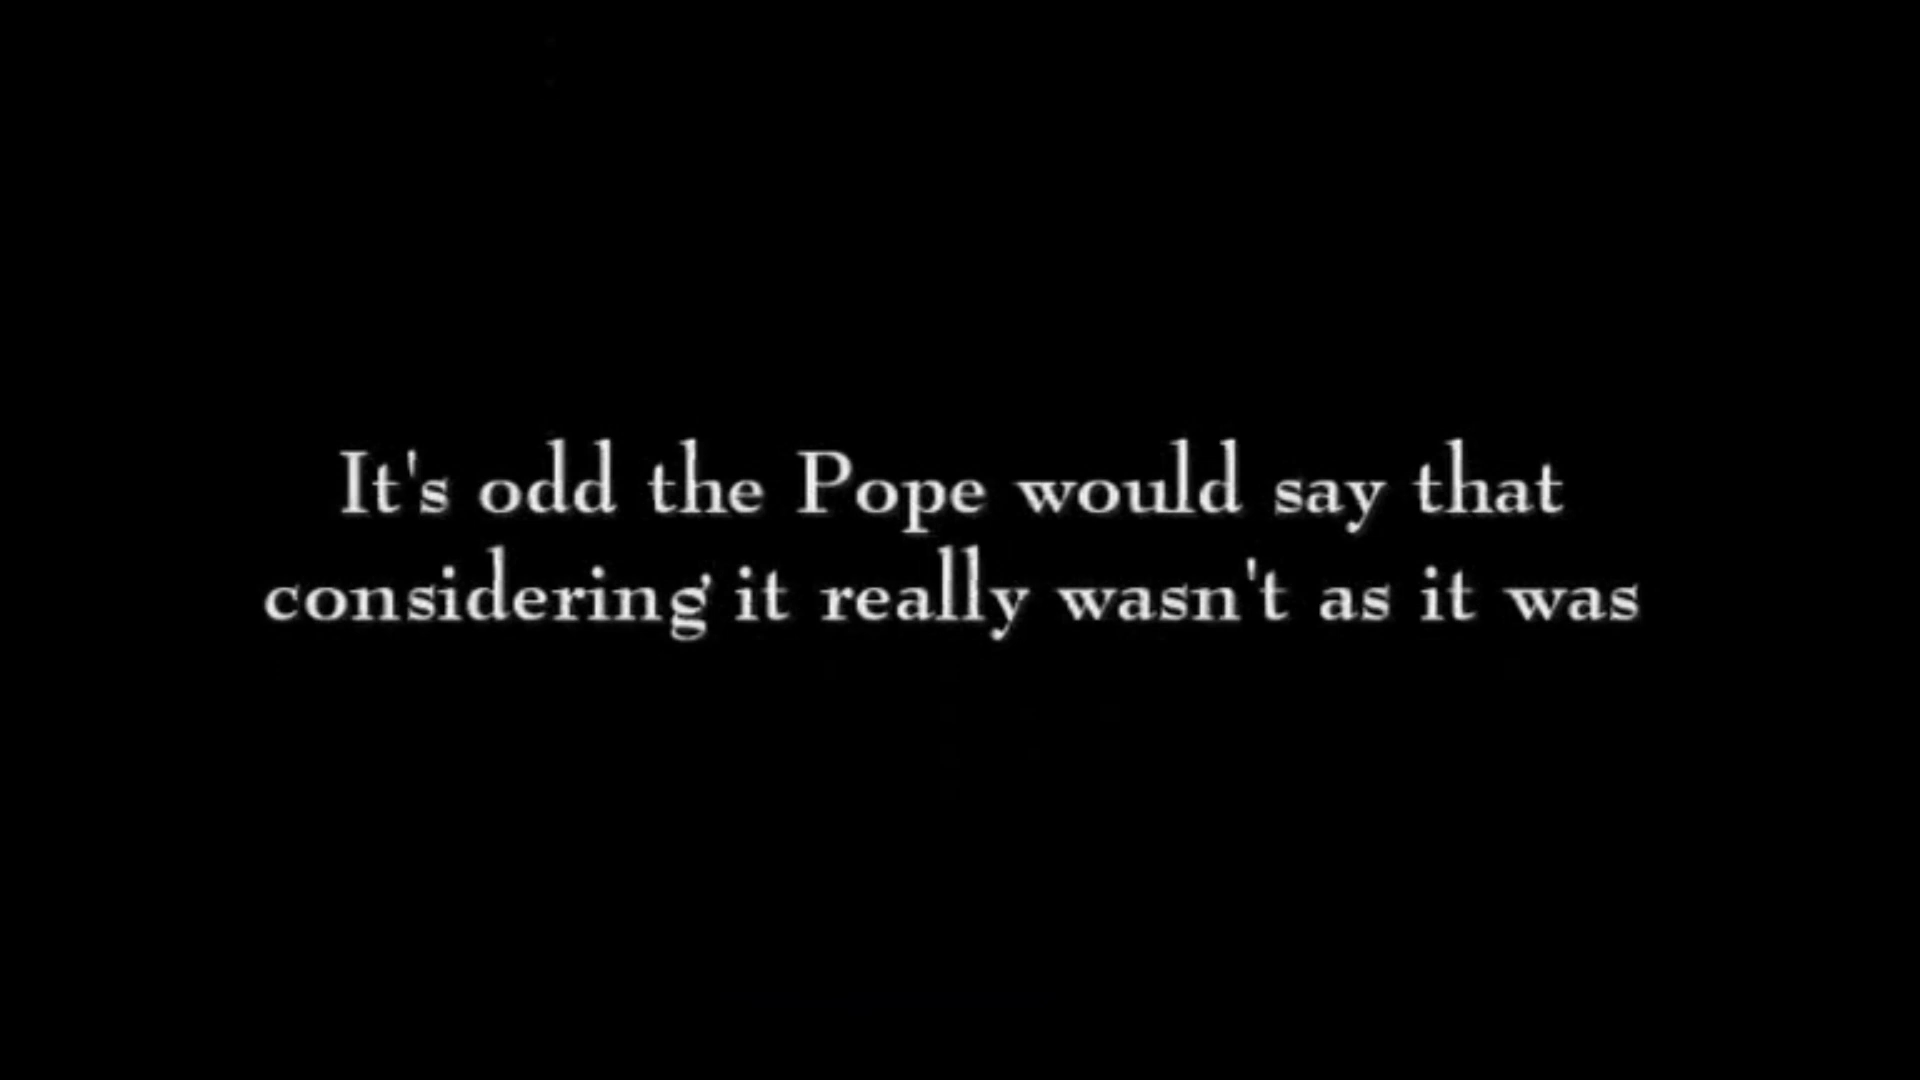 It's odd the Pope would say that
considering it really wasn't as it was